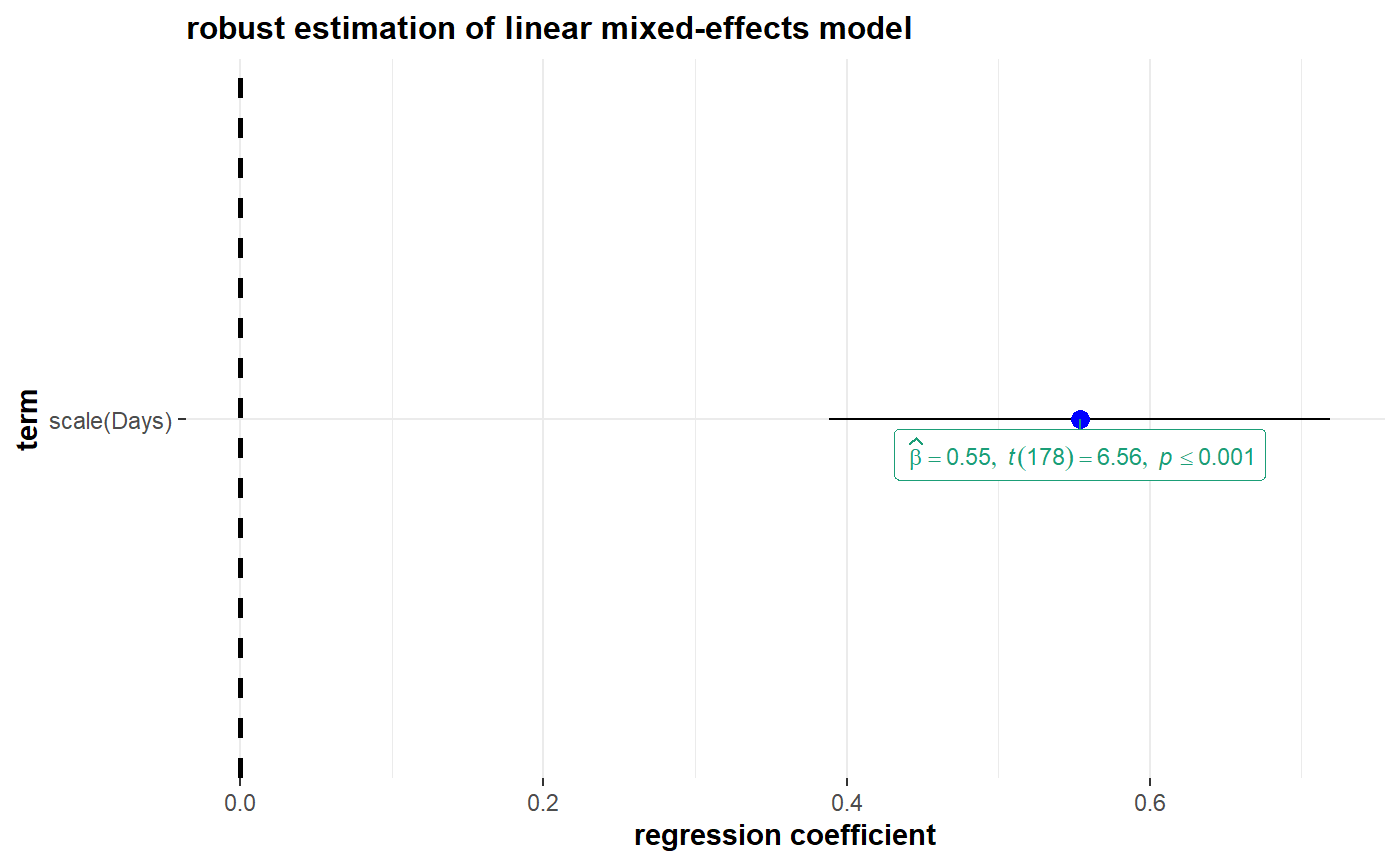 robust estimation of linear mixed-effects model
term
scale(Days)
β̂ = 0.55, t(178) = 6.56, p ≤ 0.001
0.0 0.2 0.4 0.6
regression coefficient